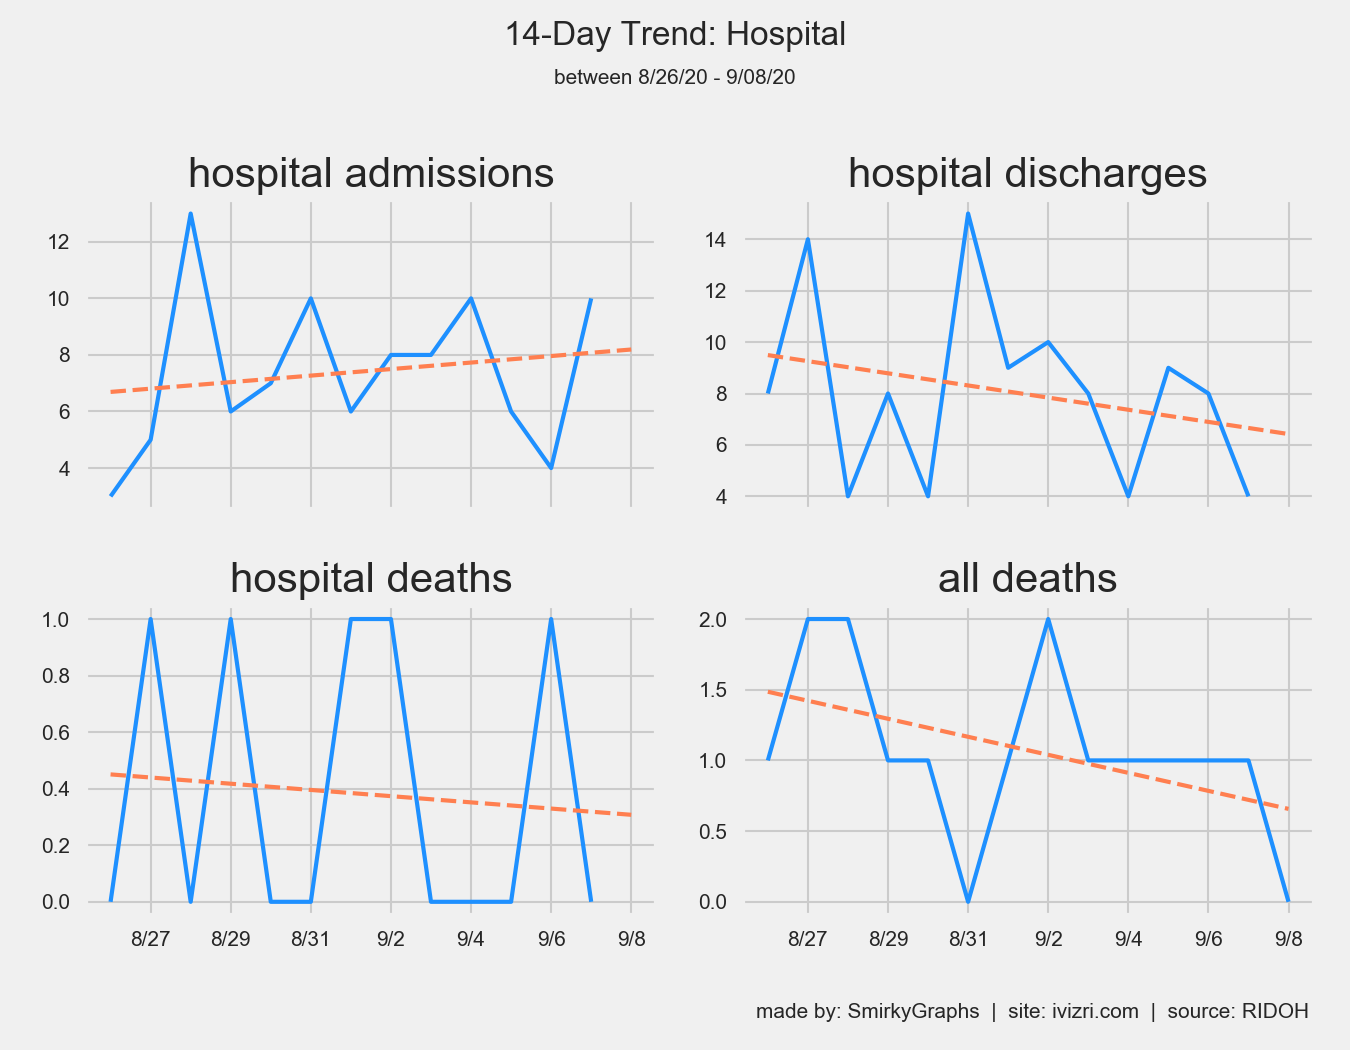 14-Day Trend: Hospital
between 8/26/20 - 9/08/20
hospital admissions
12
10
8
6
4
hospital discharges
14
12
10
8
6
4
hospital deaths
1.0
0.8
0.6
0.4
0.2
0.0
8/27 8/29 8/31 9/2 9/4 9/6 9/8
all deaths
2.0
1.5
1.0
0.5
0.0
8/27 8/29 8/31 9/2 9/4 9/6 9/8
made by: SmirkyGraphs | site: ivizri.com | source: RIDOH